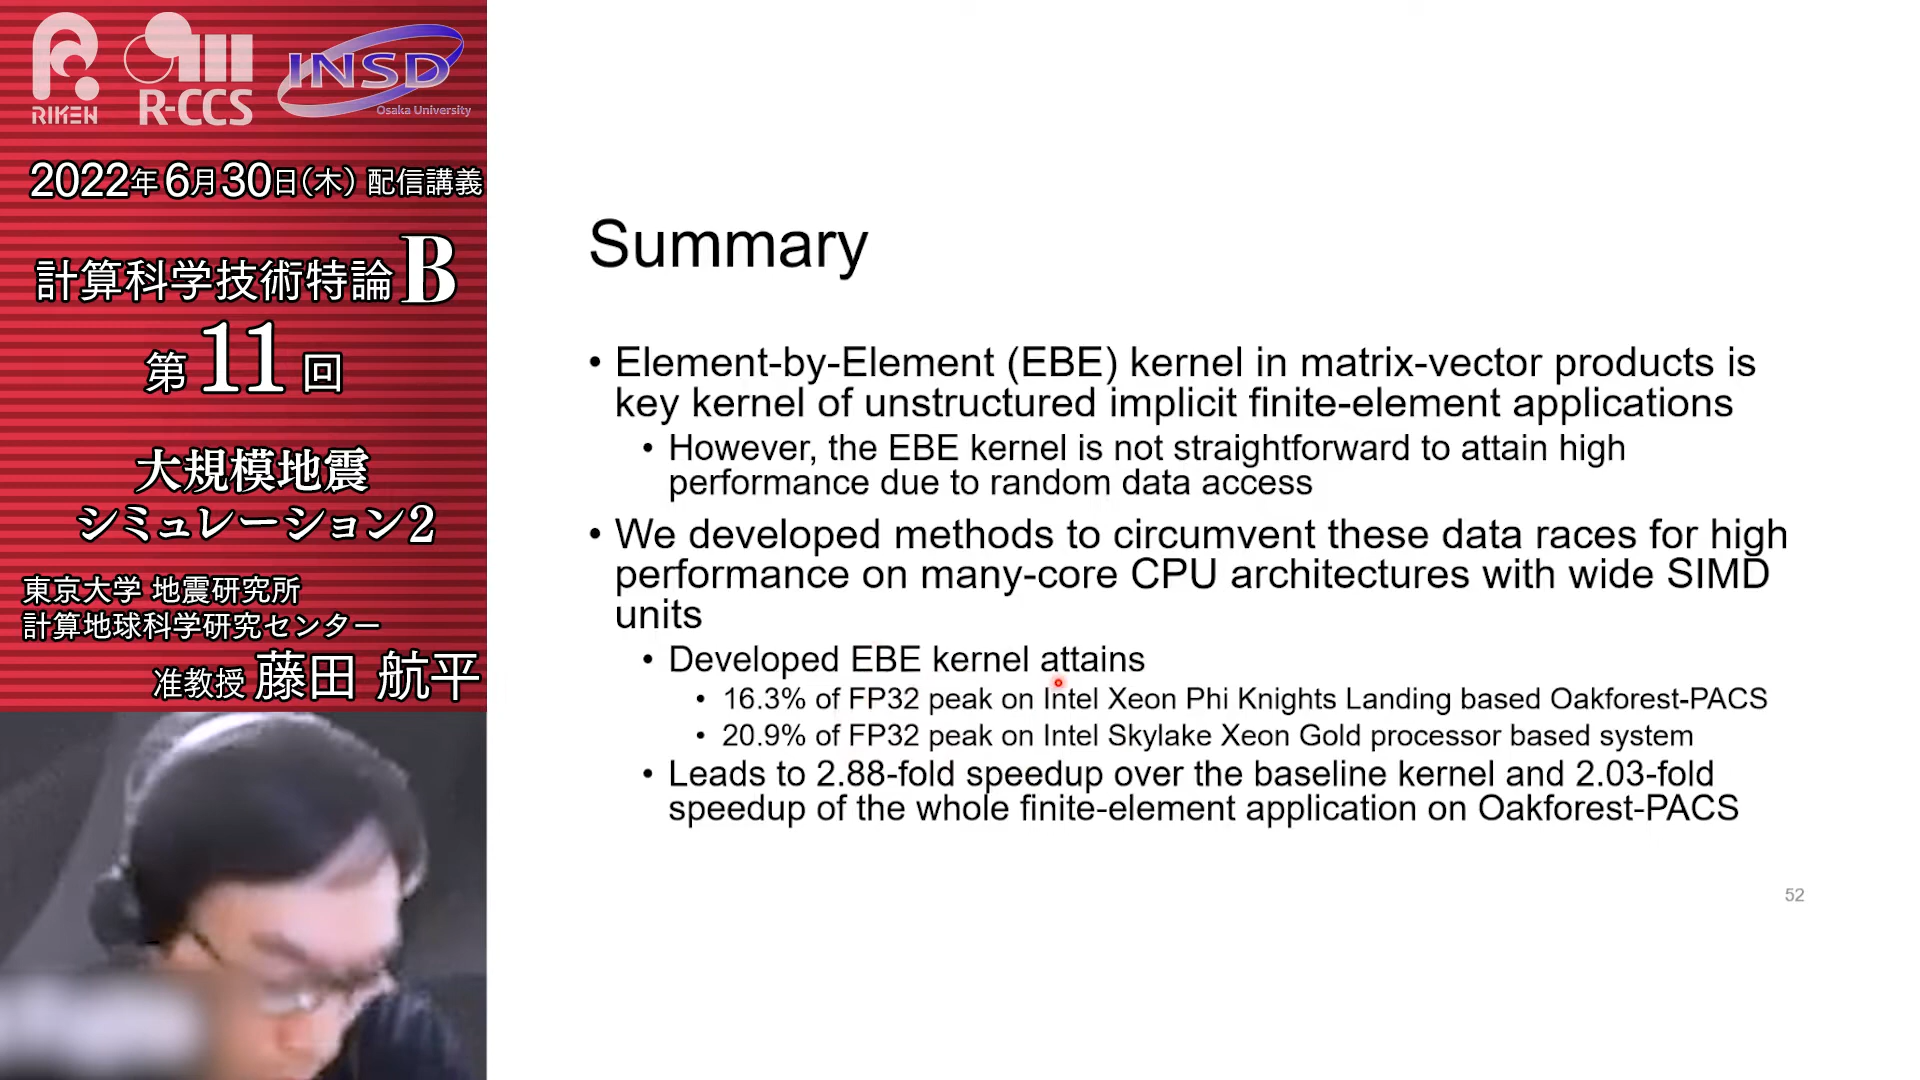 RIKEN
R-CCS
INSD
Osaka University
2022年6月30日(木) 配信講義
計算科学技術特論B
第11回
大規模地震
シミュレーション2
東京大学 地震研究所
計算地球科学研究センター
准教授 藤田 航平
Summary
• Element-by-Element (EBE) kernel in matrix-vector products is
key kernel of unstructured implicit finite-element applications
• However, the EBE kernel is not straightforward to attain high
performance due to random data access
• We developed methods to circumvent these data races for high
performance on many-core CPU architectures with wide SIMD
units
• Developed EBE kernel attains
• 16.3% of FP32 peak on Intel Xeon Phi Knights Landing based Oakforest-PACS
• 20.9% of FP32 peak on Intel Skylake Xeon Gold processor based system
• Leads to 2.88-fold speedup over the baseline kernel and 2.03-fold
speedup of the whole finite-element application on Oakforest-PACS
52